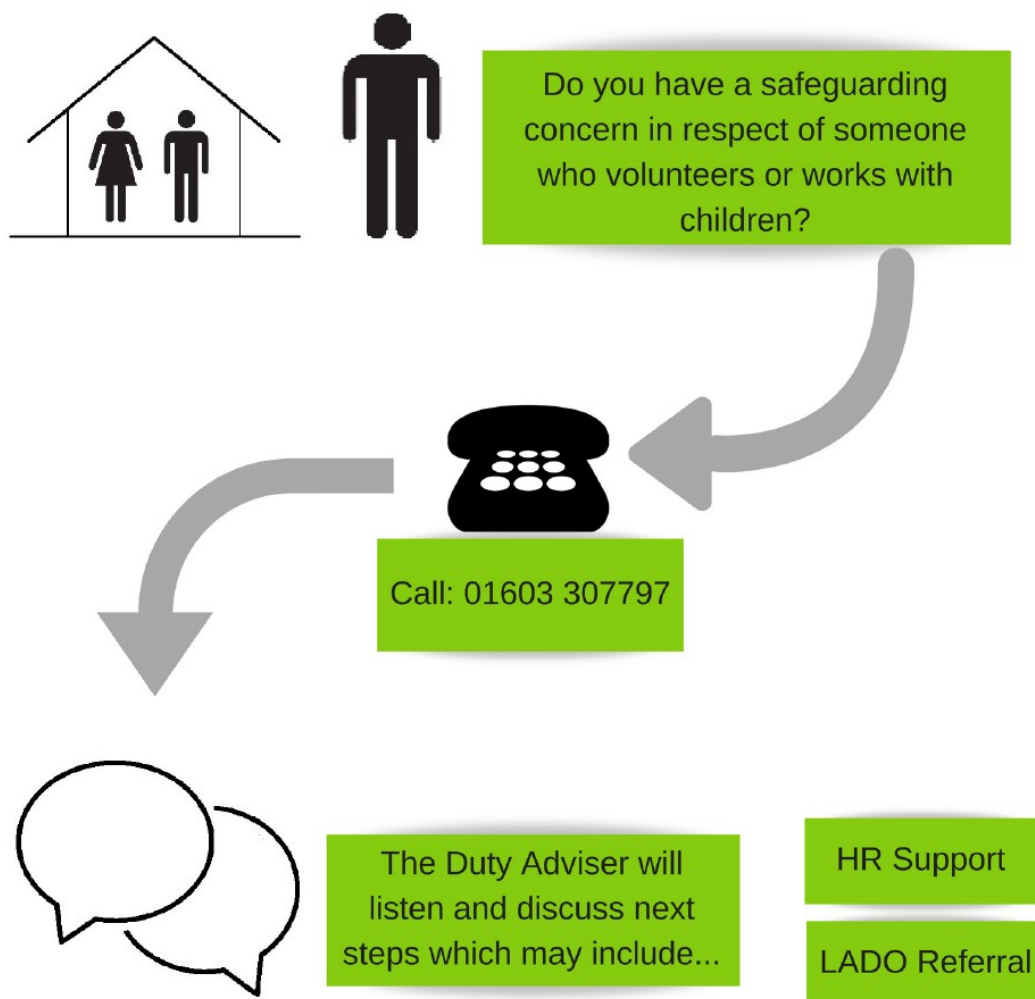 Do you have a safeguarding
concern in respect of someone
who volunteers or works with
children?
Call: 01603 307797
The Duty Adviser will
listen and discuss next
steps which may include...
HR Support
LADO Referral